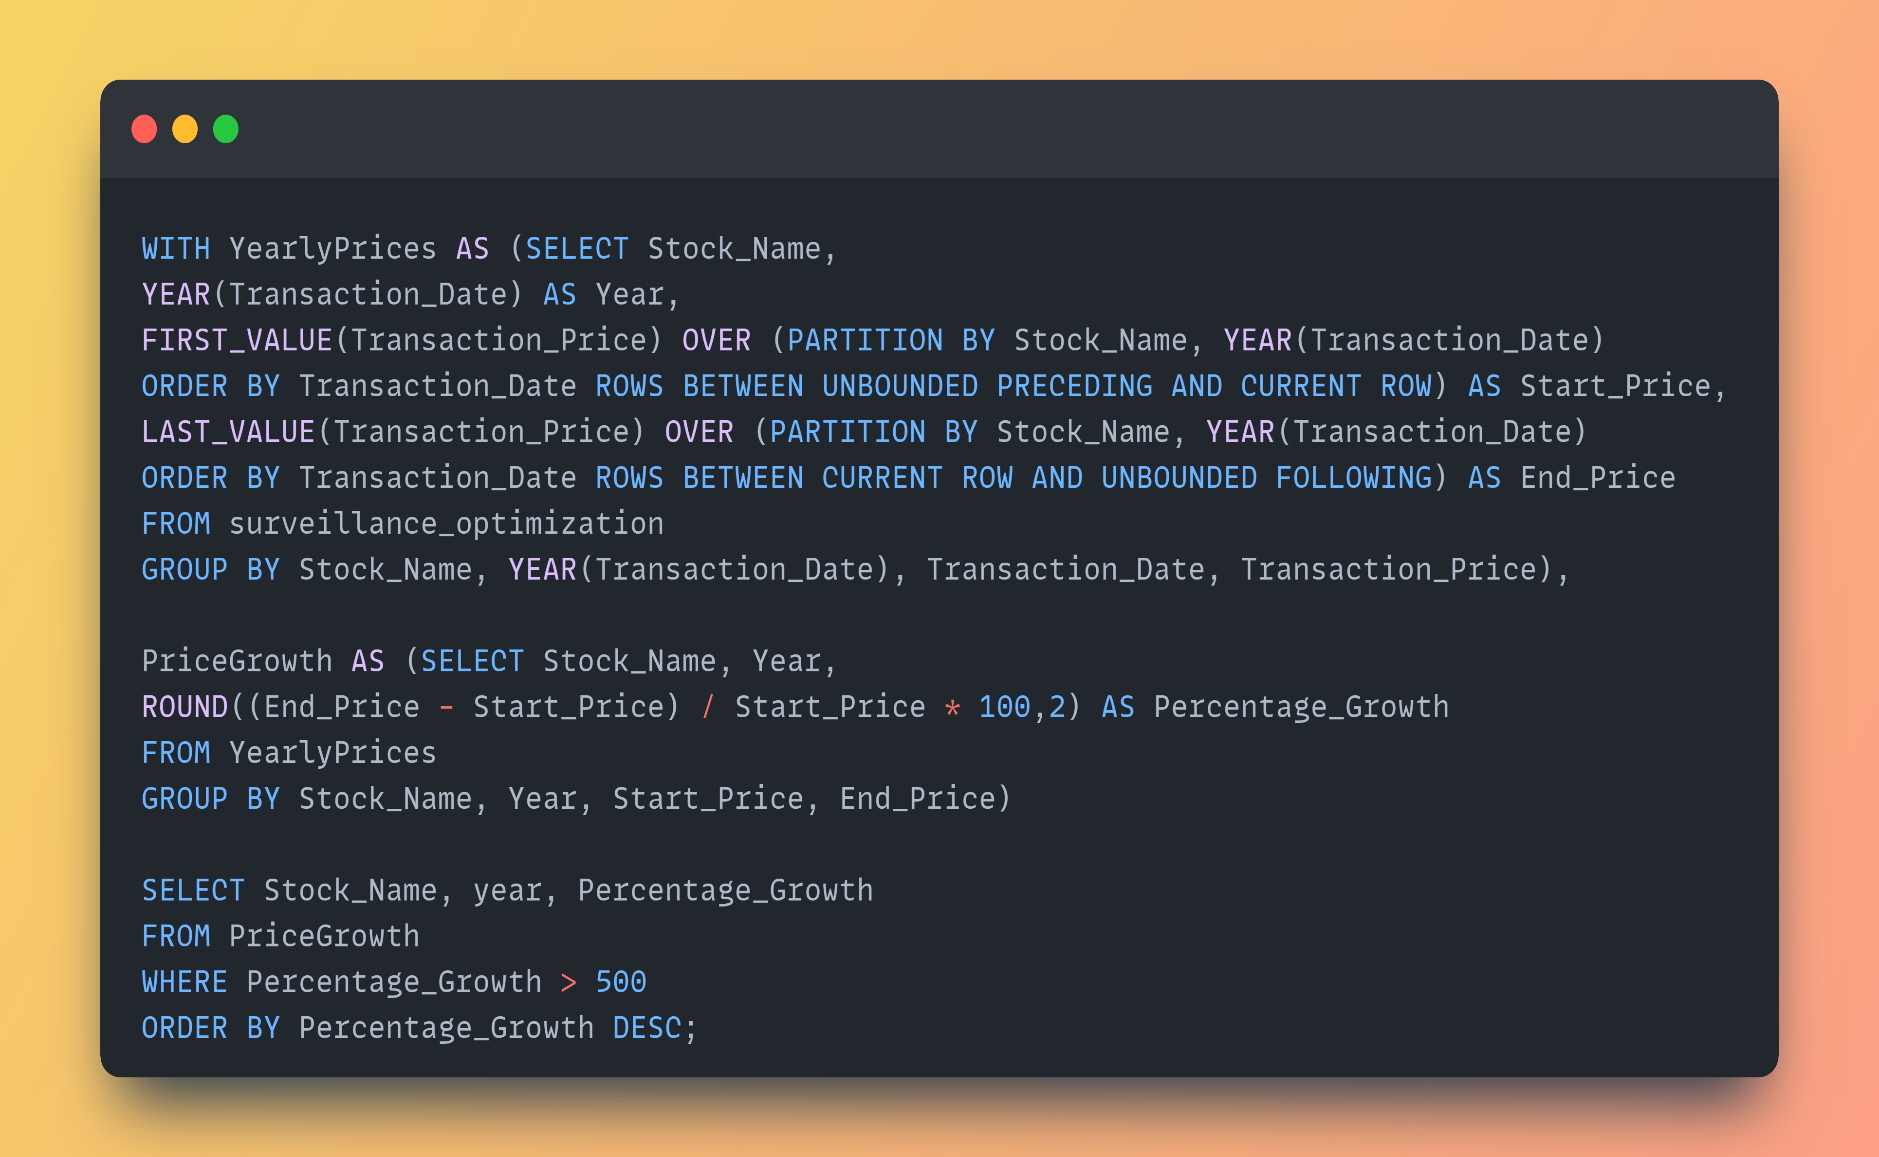 WITH YearlyPrices AS (SELECT Stock_Name,
YEAR(Transaction_Date) AS Year,
FIRST_VALUE(Transaction_Price) OVER (PARTITION BY Stock_Name, YEAR(Transaction_Date)
ORDER BY Transaction_Date ROWS BETWEEN UNBOUNDED PRECEDING AND CURRENT ROW) AS Start_Price,
LAST_VALUE(Transaction_Price) OVER (PARTITION BY Stock_Name, YEAR(Transaction_Date)
ORDER BY Transaction_Date ROWS BETWEEN CURRENT ROW AND UNBOUNDED FOLLOWING) AS End_Price
FROM surveillance_optimization
GROUP BY Stock_Name, YEAR(Transaction_Date), Transaction_Date, Transaction_Price),
PriceGrowth AS (SELECT Stock_Name, Year,
ROUND((End_Price - Start_Price) / Start_Price * 100,2) AS Percentage_Growth
FROM YearlyPrices
GROUP BY Stock_Name, Year, Start_Price, End_Price)
SELECT Stock_Name, year, Percentage_Growth
FROM PriceGrowth
WHERE Percentage_Growth > 500
ORDER BY Percentage_Growth DESC;